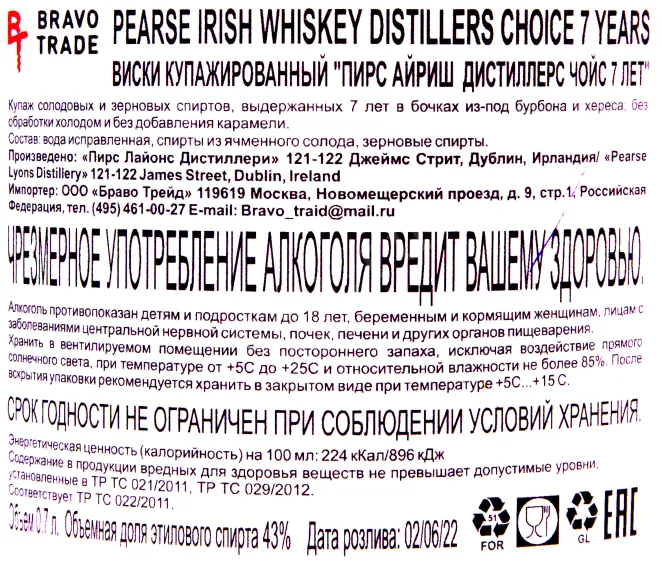 BRAVO TRADE
PEARSE IRISH WHISKEY DISTILLERS CHOICE 7 YEARS
ВИСКИ КУПАЖИРОВАННЫЙ "ПИРС АЙРИШ ДИСТИЛЛЕРС ЧОЙС 7 ЛЕТ"
Купаж солодовых и зерновых спиртов, выдержанных 7 лет в бочках из-под бурбона и хереса; без
обработки холодом и без добавления карамели.
Состав: вода исправленная, спирты из ячменного солода, зерновые спирты.
Произведено: «Пирс Лайонс Дистиллери» 121-122 Джеймс Стрит, Дублин, Ирландия/ «Pearse
Lyons Distillery» 121-122 James Street, Dublin, Ireland
Импортер: ООО «Браво Трейд» 119619 Москва, Новомещерский проезд, д. 9, стр.1, Российская
Федерация, тел. (495) 461-00-27 E-mail: Bravo_traid@mail.ru
ЧРЕЗМЕРНОЕ УПОТРЕБЛЕНИЕ АЛКОГОЛЯ ВРЕДИТ ВАШЕМУ ЗДОРОВЬЮ.
Алкоголь противопоказан детям и подросткам до 18 лет, беременным и кормящим женщинам, лицам с
заболеваниями центральной нервной системы, почек, печени и других органов пищеварения.
Хранить в вентилируемом помещении без постороннего запаха, исключая воздействие прямого
солнечного света, при температуре от +5С до +25С и относительной влажности не более 85%. После
вскрытия упаковки рекомендуется хранить в закрытом виде при температуре +5С...+15С.
СРОК ГОДНОСТИ НЕ ОГРАНИЧЕН ПРИ СОБЛЮДЕНИИ УСЛОВИЙ ХРАНЕНИЯ.
Энергетическая ценность (калорийность) на 100 мл: 224 кКал/896 кДж
Содержание в продукции вредных для здоровья веществ не превышает допустимые уровни,
установленные в ТР ТС 021/2011, ТР ТС 029/2012.
Соответствует ТР ТС 022/2011.
Объем 0.7 л. Объемная доля этилового спирта 43% Дата розлива: 02/06/22
51
FOR
GL
EAC